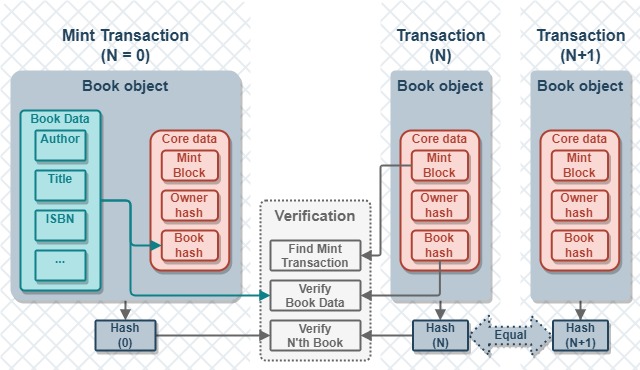 Mint Transaction
(N = 0)
Book object
Book Data
Author
Title
ISBN
...
Core data
Mint
Block
Owner
hash
Book
hash
Hash
(0)
Verification
Find Mint
Transaction
Verify
Book Data
Verify
N'th Book
Transaction
(N)
Book object
Core data
Mint
Block
Owner
hash
Book
hash
Hash
(N)
Equal
Transaction
(N+1)
Book object
Core data
Mint
Block
Owner
hash
Book
hash
Hash
(N+1)